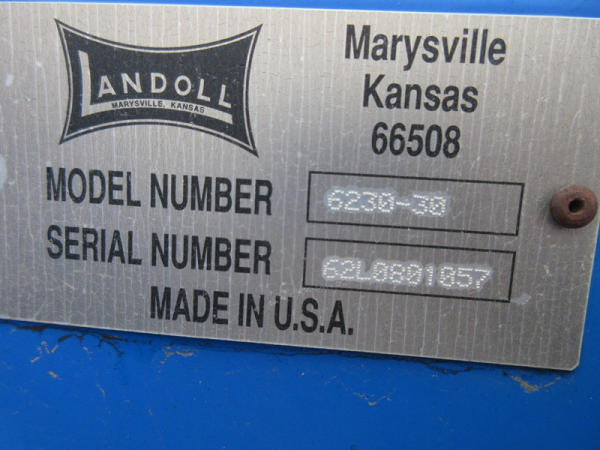 LANDOLL
MARYSVILLE, KANSAS
Marysville
Kansas
66508
MODEL NUMBER 6230-30
SERIAL NUMBER 62L0801057
MADE IN U.S.A.